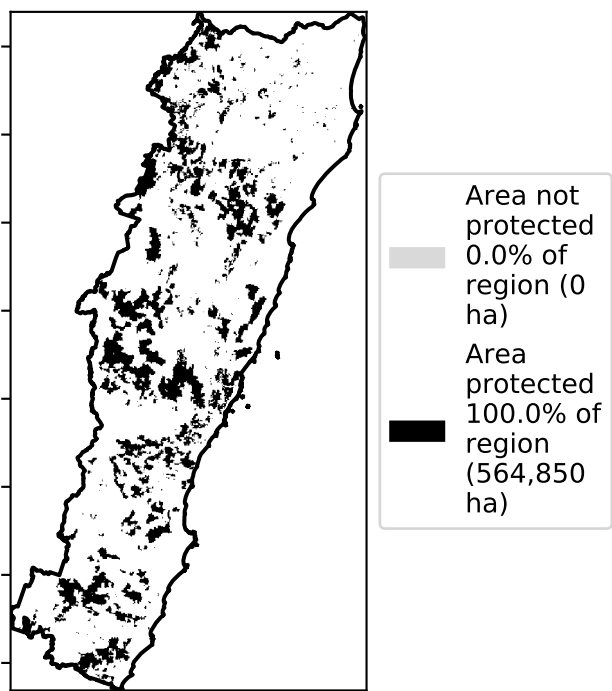 Area not
protected
0.0% of
region (0
ha)
Area
protected
100.0% of
region
(564,850
ha)